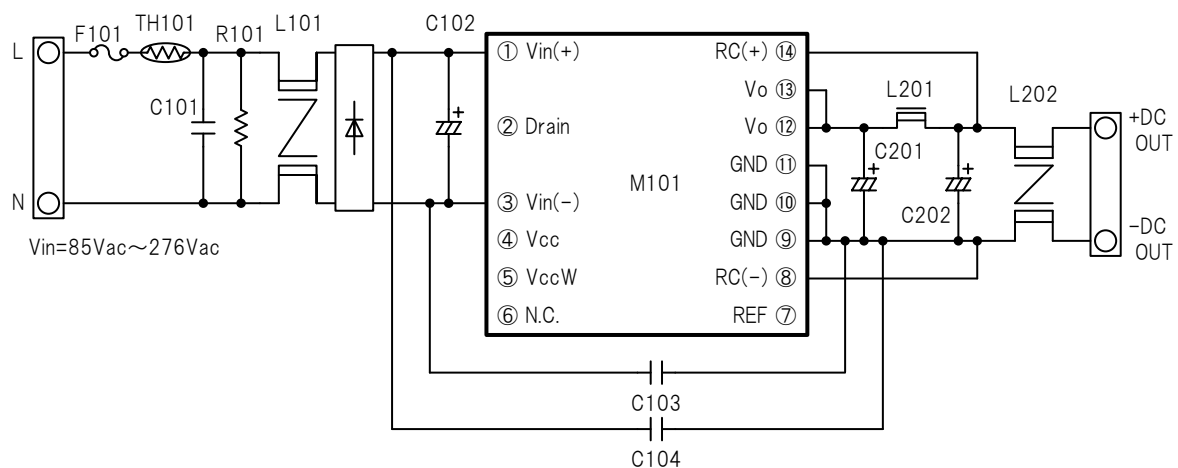 F101
TH101
R101
L101
C102
L
C101
N
Vin=85Vac～276Vac
① Vin(+)
② Drain
③ Vin(-)
④ Vcc
⑤ VccW
⑥ N.C.
M101
RC(+) ⑭
Vo ⑬
Vo ⑫
GND ⑪
GND ⑩
GND ⑨
RC(-) ⑧
REF ⑦
L201
L202
C201
C202
+DC
OUT
-DC
OUT
C103
C104